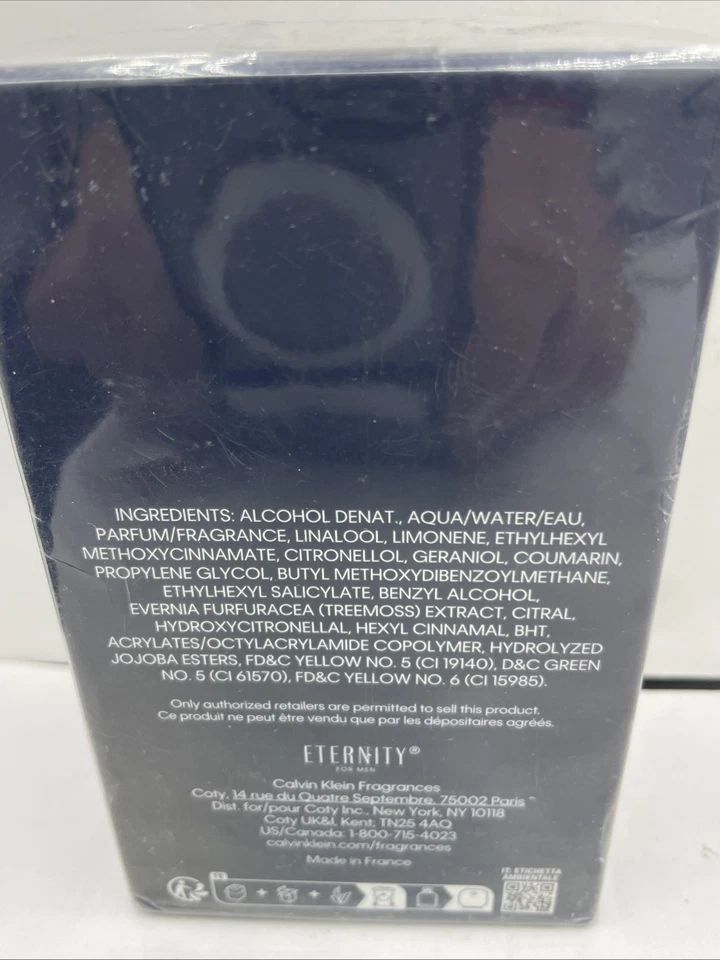 INGREDIENTS: ALCOHOL DENAT., AQUA/WATER/EAU,
PARFUM/FRAGRANCE, LINALOOL, LIMONENE, ETHYLHEXYL
METHOXYCINNAMATE, CITRONELLOL, GERANIOL, COUMARIN,
PROPYLENE GLYCOL, BUTYL METHOXYDIBENZOYLMETHANE,
ETHYLHEXYL SALICYLATE, BENZYL ALCOHOL,
EVERNIA FURFURACEA (TREEMOSS) EXTRACT, CITRAL,
HYDROXYCITRONELLAL, HEXYL CINNAMAL, BHT,
ACRYLATES/OCTYLACRYLAMIDE COPOLYMER, HYDROLYZED
JOJOBA ESTERS, FD&C YELLOW NO. 5 (CI 19140), D&C GREEN
NO. 5 (CI 61570), FD&C YELLOW NO. 6 (CI 15985).
Only authorized retailers are permitted to sell this product.
Ce produit ne peut être vendu que par les dépositaires agréés.
ETERNITY®
FOR MEN
Calvin Klein Fragrances
Coty, 14 rue du Quatre Septembre, 75002 Paris
Dist. for/pour Coty Inc., New York, NY 10118
Coty UK&I, Kent, TN25 4AQ
US/Canada: 1-800-715-4023
calvinklein.com/fragrances
Made in France
IT: ETICHETTA
AMBIENTALE
FR